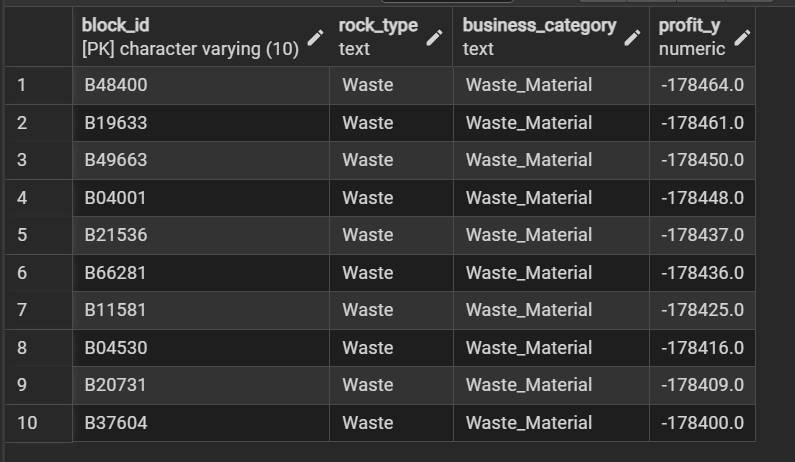 block_id rock_type business_category profit_y
[PK] character varying (10) text text numeric
1 B48400 Waste Waste_Material -178464.0
2 B19633 Waste Waste_Material -178461.0
3 B49663 Waste Waste_Material -178450.0
4 B04001 Waste Waste_Material -178448.0
5 B21536 Waste Waste_Material -178437.0
6 B66281 Waste Waste_Material -178436.0
7 B11581 Waste Waste_Material -178425.0
8 B04530 Waste Waste_Material -178416.0
9 B20731 Waste Waste_Material -178409.0
10 B37604 Waste Waste_Material -178400.0